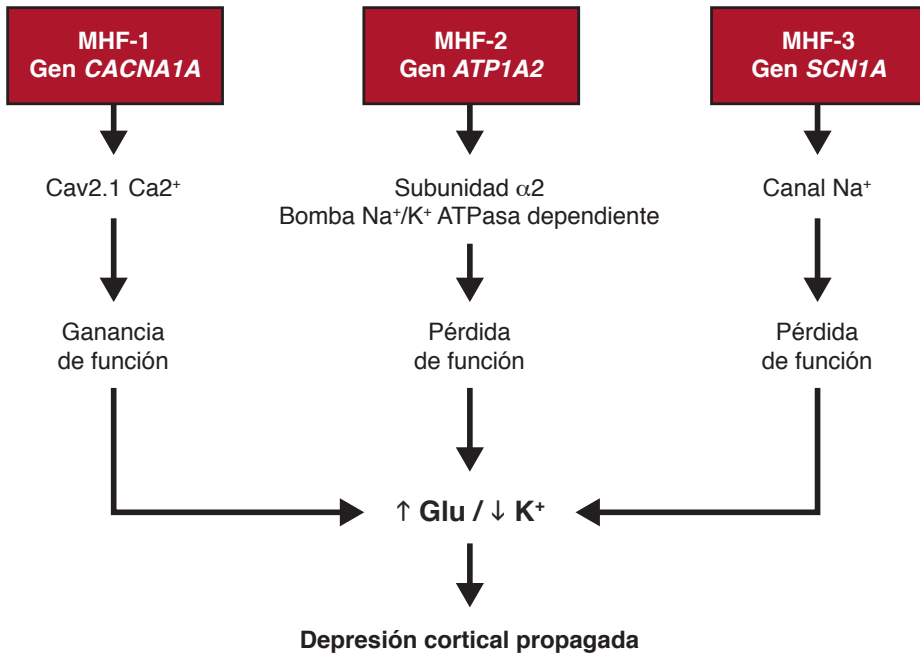 MHF-1
Gen CACNA1A
MHF-2
Gen ATP1A2
MHF-3
Gen SCN1A
Cav2.1 Ca2⁺
Subunidad α2
Bomba Na⁺/K⁺ ATPasa dependiente
Canal Na⁺
Ganancia
de función
Pérdida
de función
Pérdida
de función
↑ Glu / ↓ K⁺
Depresión cortical propagada